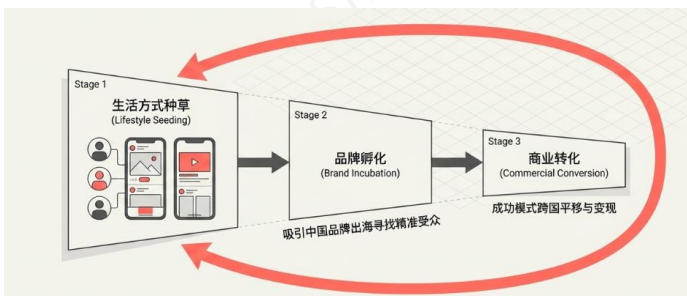 Stage 1
生活方式种草
(Lifestyle Seeding)
Stage 2
品牌孵化
(Brand Incubation)
吸引中国品牌出海寻找精准受众
Stage 3
商业转化
(Commercial Conversion)
成功模式跨国平移与变现